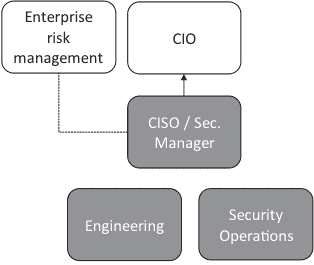 Enterprise
risk
management
CIO
CISO / Sec.
Manager
Engineering
Security
Operations